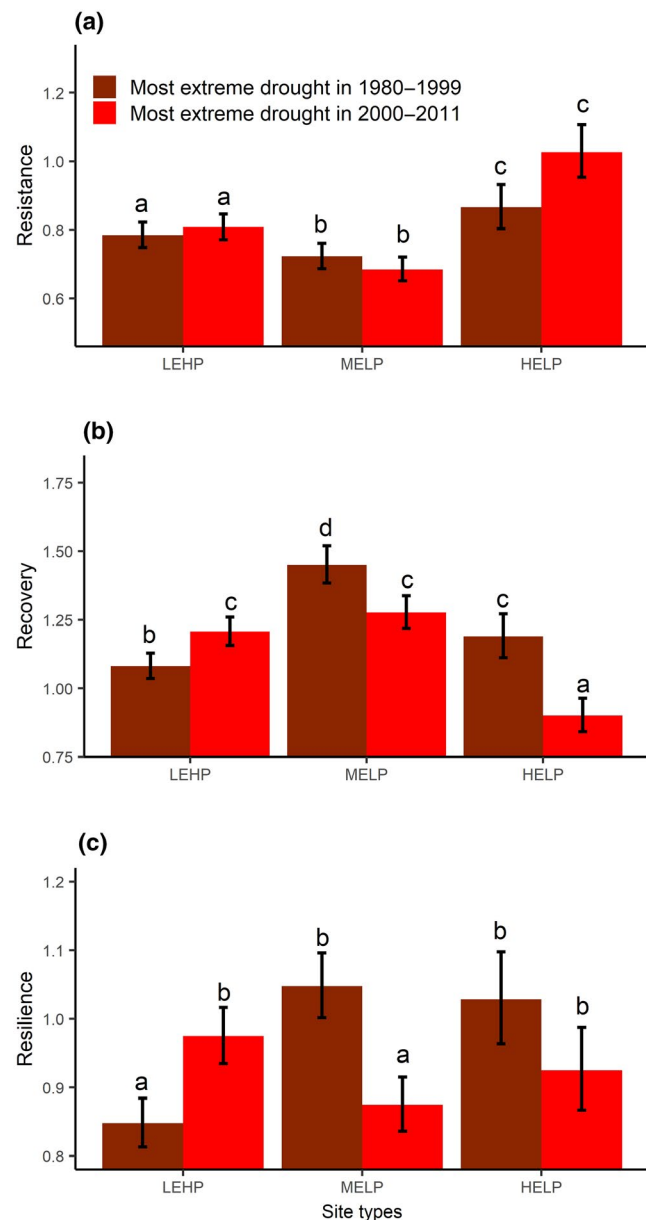 (a)
Most extreme drought in 1980–1999
Most extreme drought in 2000–2011
Resistance
1.2
1.0
0.8
0.6
a
a
b
b
c
c
LEHP
MELP
HELP
(b)
Recovery
1.75
1.50
1.25
1.00
0.75
b
c
d
c
c
a
LEHP
MELP
HELP
(c)
Resilience
1.2
1.1
1.0
0.9
0.8
a
b
b
a
b
b
LEHP
MELP
HELP
Site types